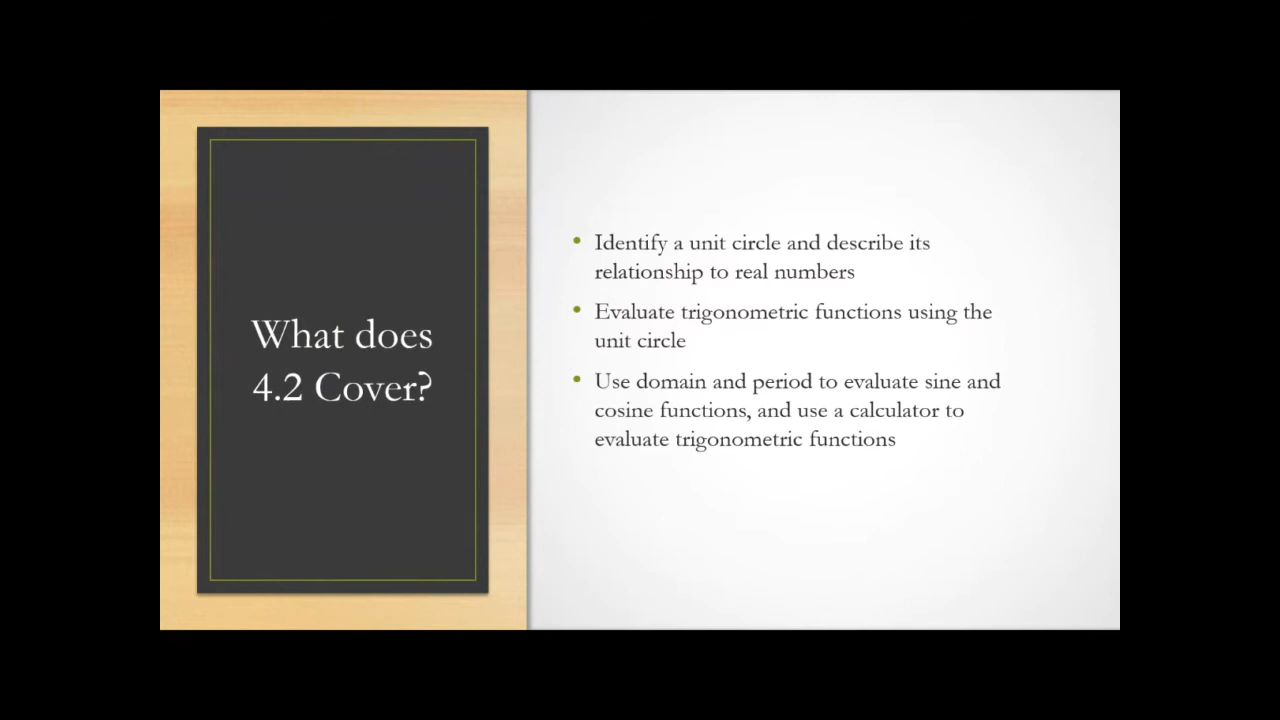 What does
4.2 Cover?
• Identify a unit circle and describe its
relationship to real numbers
• Evaluate trigonometric functions using the
unit circle
• Use domain and period to evaluate sine and
cosine functions, and use a calculator to
evaluate trigonometric functions